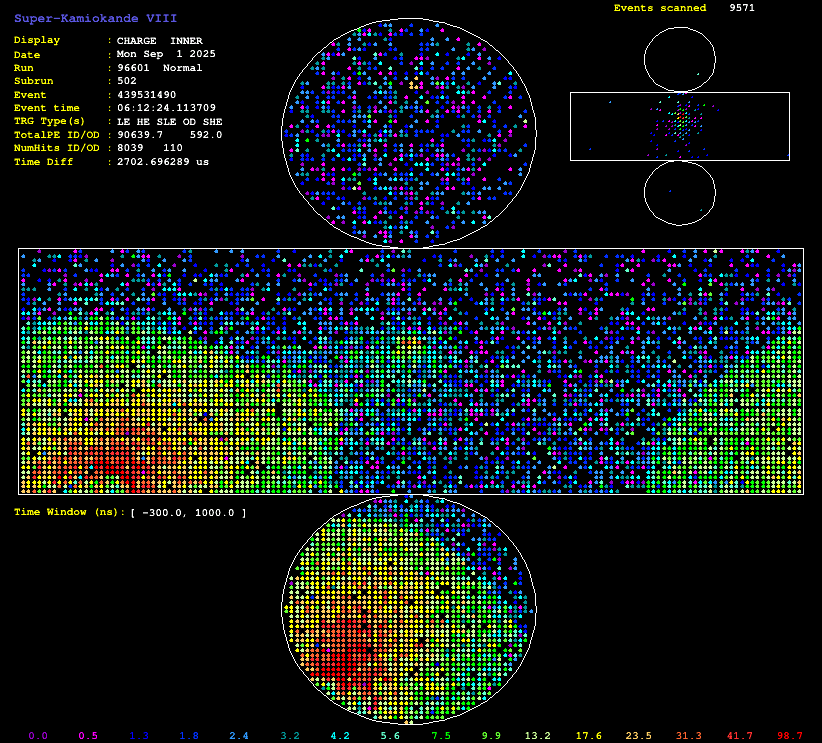 Super-Kamiokande VIII
Events scanned 9571
Display : CHARGE INNER
Date : Mon Sep 1 2025
Run : 96601 Normal
Subrun : 502
Event : 439531490
Event time : 06:12:24.113709
TRG Type(s) : LE HE SLE OD SHE
TotalPE ID/OD : 90639.7 592.0
NumHits ID/OD : 8039 110
Time Diff : 2702.696289 us
Time Window (ns): [ -300.0, 1000.0 ]
0.0 0.5 1.3 1.8 2.4 3.2 4.2 5.6 7.5 9.9 13.2 17.6 23.5 31.3 41.7 98.7